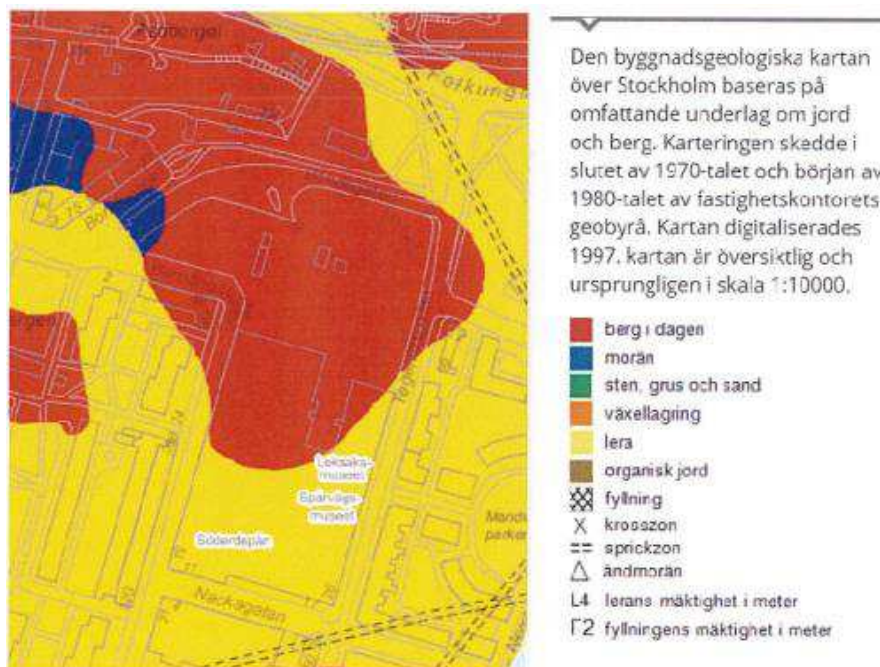 Folkung
Leksaks-
museet
Spårvägs-
museet
Söderdepån
Nackagatan
Den byggnadsgeologiska kartan
över Stockholm baseras på
omfattande underlag om jord
och berg. Karteringen skedde i
slutet av 1970-talet och början av
1980-talet av fastighetskontorets
geobyrå. Kartan digitaliserades
1997. kartan är översiktlig och
ursprungligen i skala 1:10000.
berg i dagen
morän
sten, grus och sand
växellagring
lera
organisk jord
fyllning
krosszon
sprickzon
ändmorän
L4 lerans mäktighet i meter
F2 fyllningens mäktighet i meter